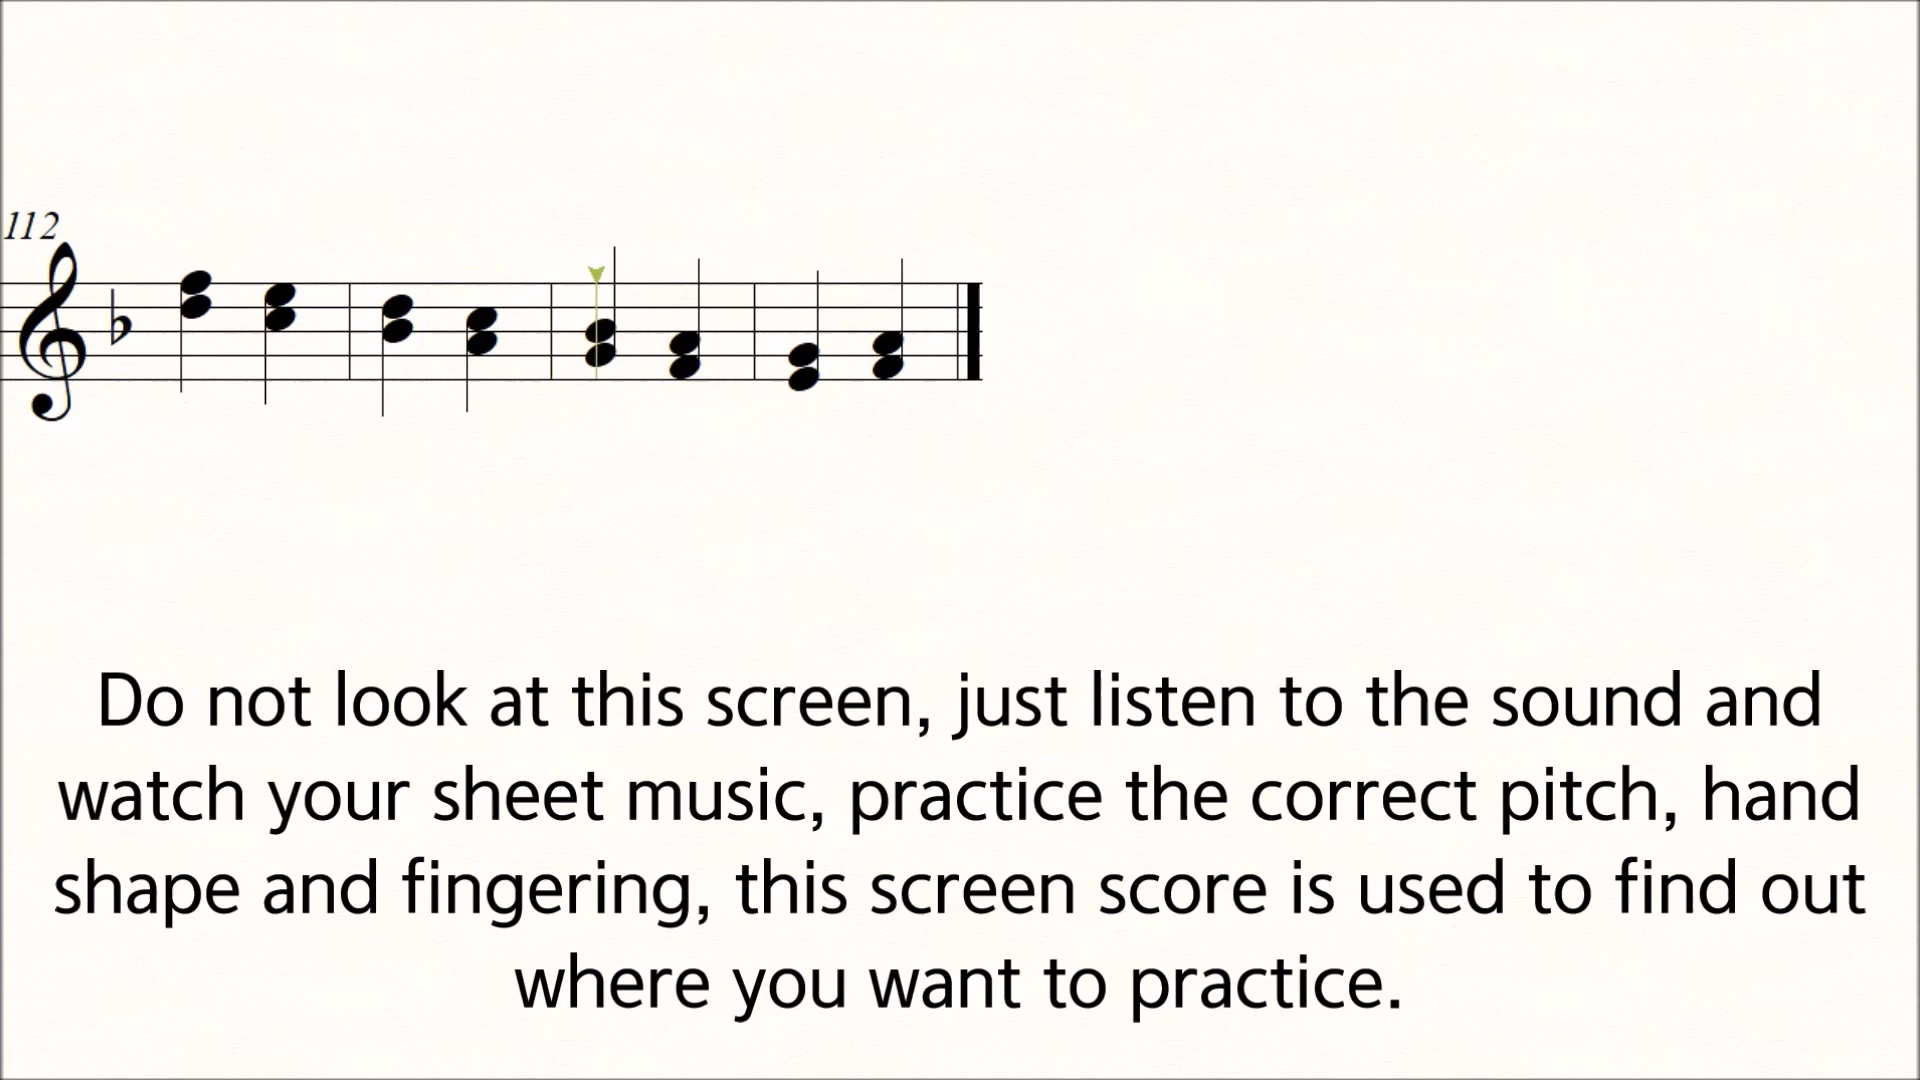 112
Do not look at this screen, just listen to the sound and
watch your sheet music, practice the correct pitch, hand
shape and fingering, this screen score is used to find out
where you want to practice.